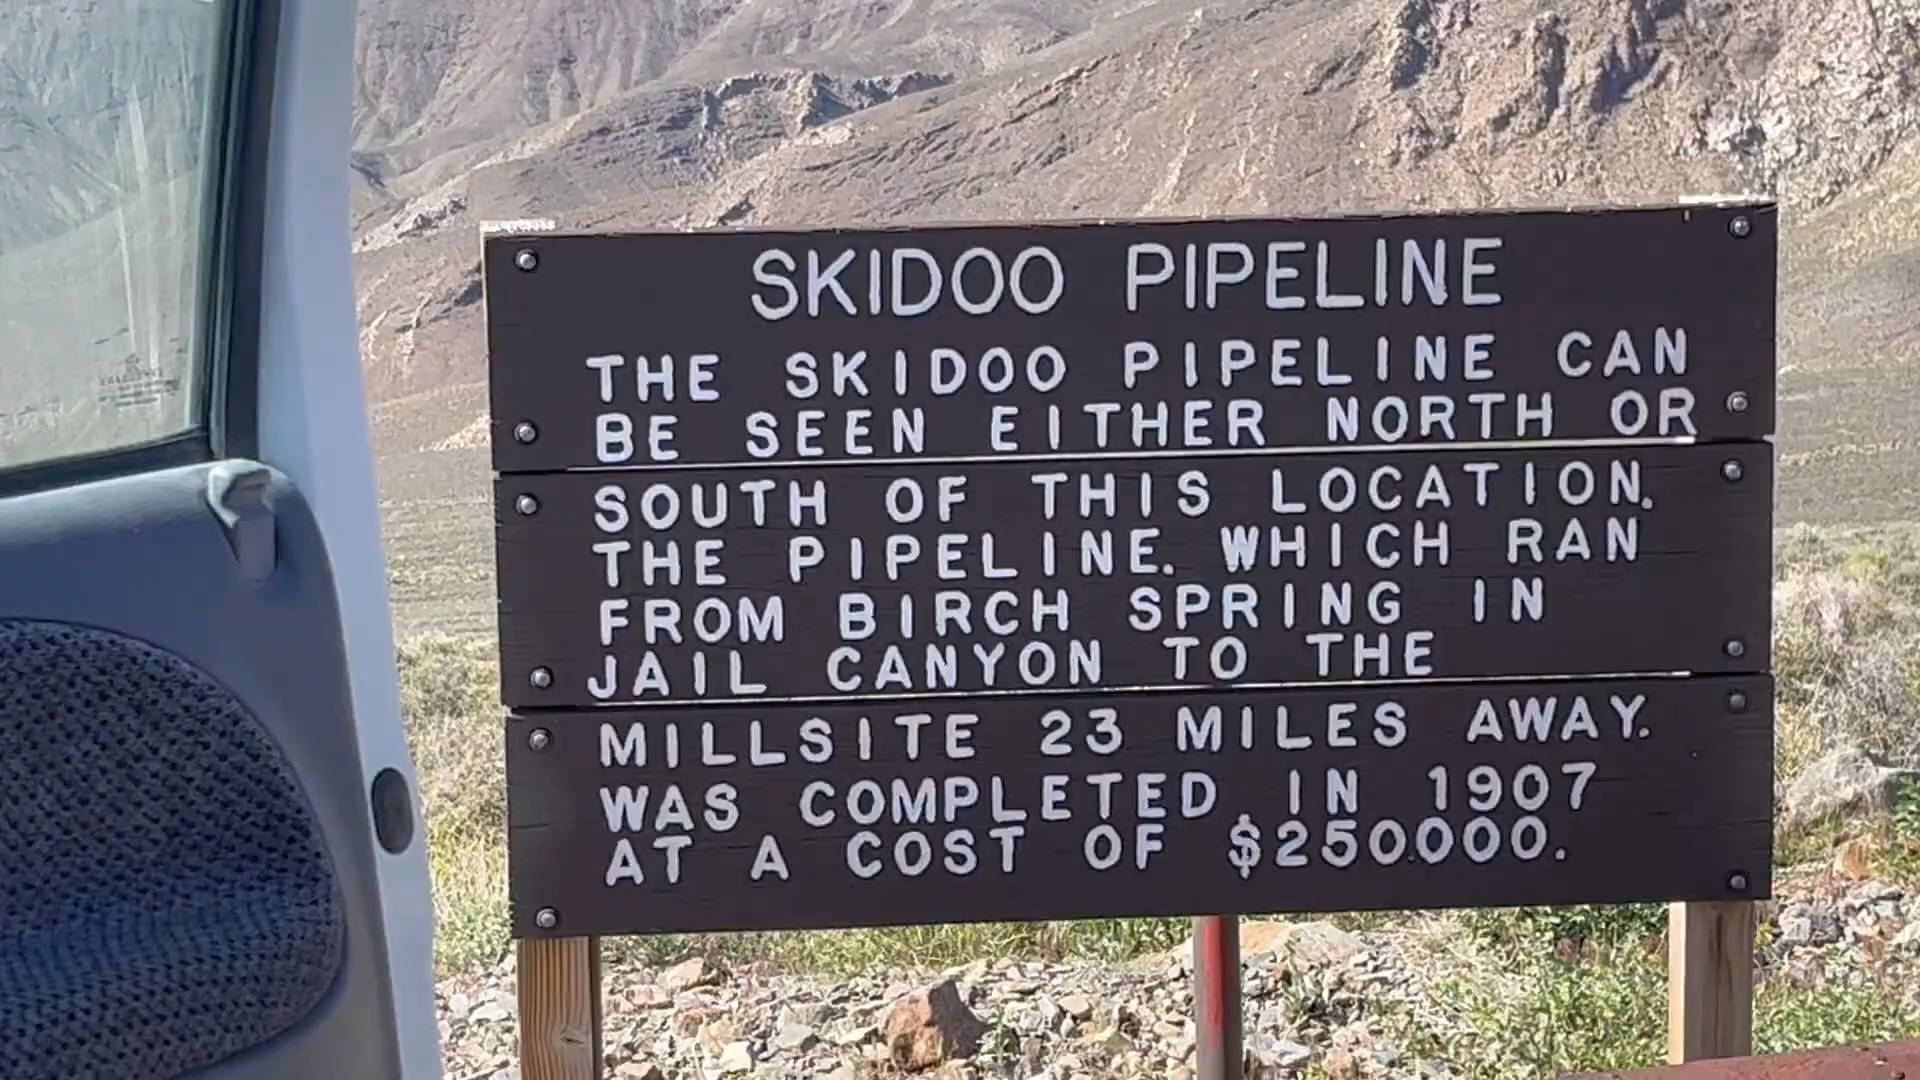 SKIDOO PIPELINE
THE SKIDOO PIPELINE CAN
BE SEEN EITHER NORTH OR
SOUTH OF THIS LOCATION.
THE PIPELINE. WHICH RAN
FROM BIRCH SPRING IN
JAIL CANYON TO THE
MILLSITE 23 MILES AWAY.
WAS COMPLETED IN 1907
AT A COST OF $250000.